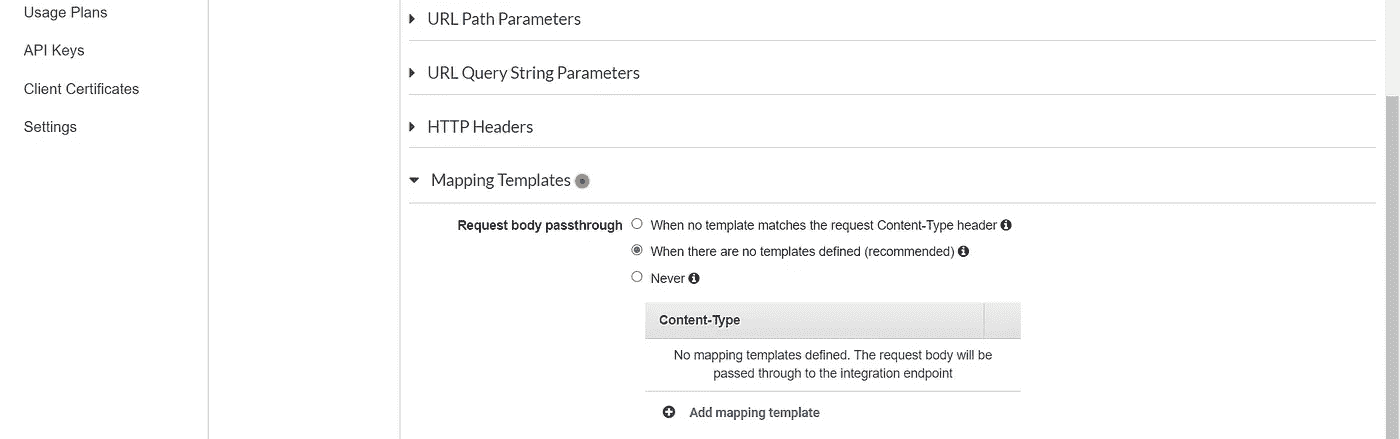 Usage Plans
API Keys
Client Certificates
Settings
URL Path Parameters
URL Query String Parameters
HTTP Headers
Mapping Templates
Request body passthrough
When no template matches the request Content-Type header
When there are no templates defined (recommended)
Never
Content-Type
No mapping templates defined. The request body will be
passed through to the integration endpoint
Add mapping template